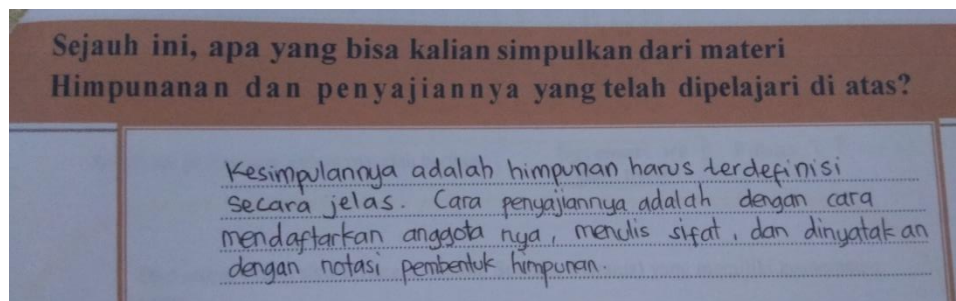 Sejauh ini, apa yang bisa kalian simpulkan dari materi
Himpunanan dan penyajiannya yang telah dipelajari di atas?
Kesimpulannya adalah himpunan harus terdefinisi
secara jelas. Cara penyajiannya adalah dengan cara
mendaftarkan anggota nya, menulis sifat, dan dinyatakan
dengan notasi pembentuk himpunan.